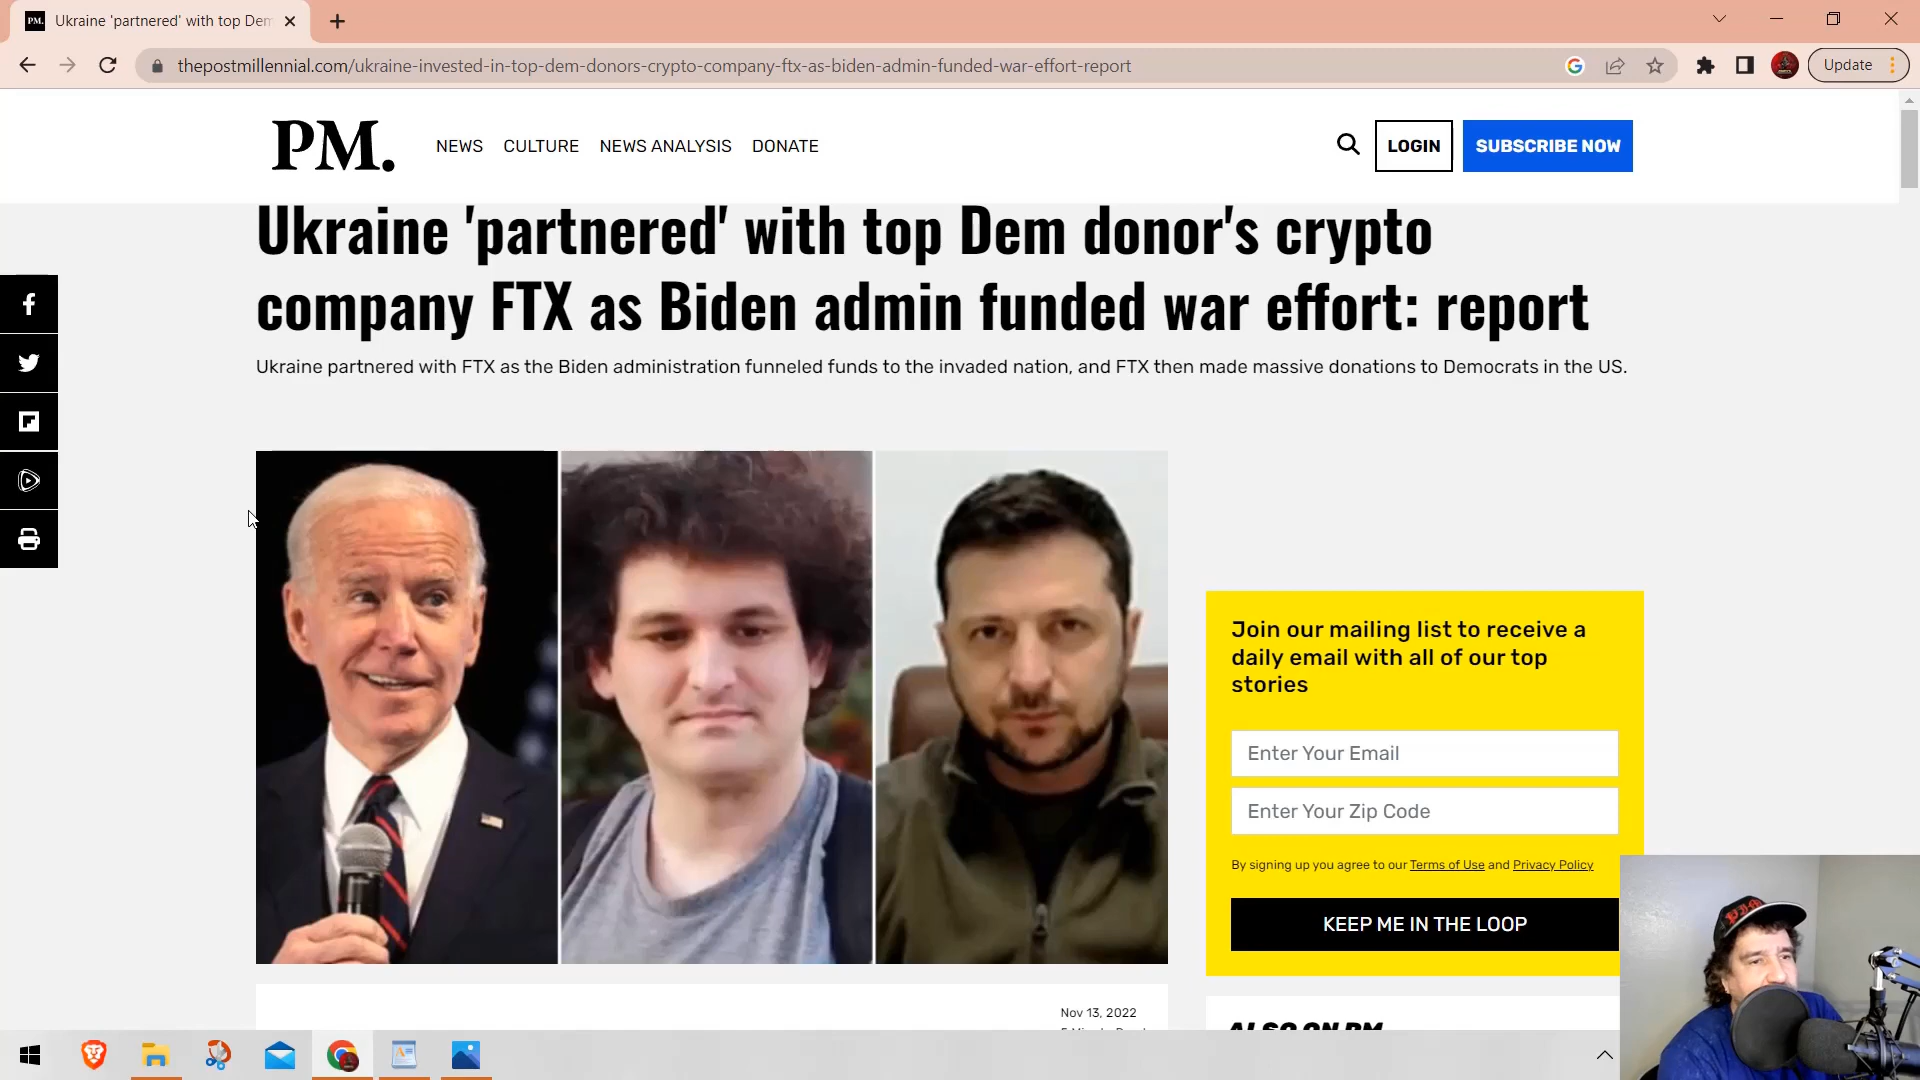 PM. Ukraine 'partnered' with top Dem
thepostmillennial.com/ukraine-invested-in-top-dem-donors-crypto-company-ftx-as-biden-admin-funded-war-effort-report
Update
PM.
NEWS CULTURE NEWS ANALYSIS DONATE
LOGIN
SUBSCRIBE NOW
Ukraine 'partnered' with top Dem donor's crypto
company FTX as Biden admin funded war effort: report
Ukraine partnered with FTX as the Biden administration funneled funds to the invaded nation, and FTX then made massive donations to Democrats in the US.
Join our mailing list to receive a
daily email with all of our top
stories
Enter Your Email
Enter Your Zip Code
By signing up you agree to our Terms of Use and Privacy Policy
KEEP ME IN THE LOOP
Nov 13, 2022
ALSO ON PM